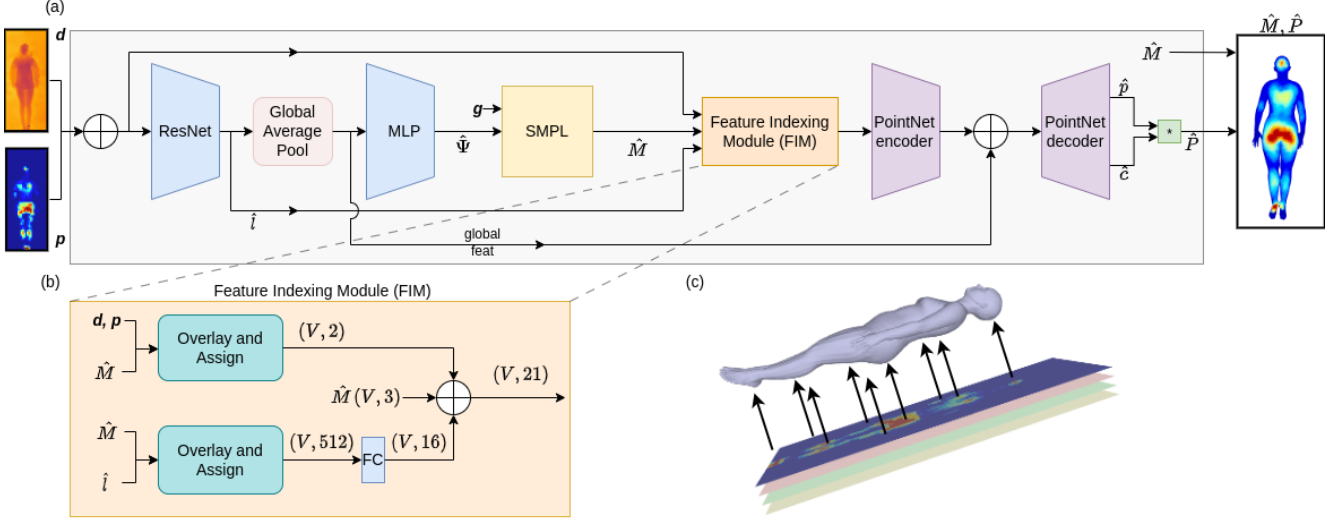 (a)
d
p
ResNet
Global
Average
Pool
MLP
g
Ψ̂
SMPL
M̂
Feature Indexing
Module (FIM)
PointNet
encoder
PointNet
decoder
p̂
ĉ
*
M̂
P̂
M̂, P̂
l̂
global
feat
(b)
Feature Indexing Module (FIM)
d, p
M̂
Overlay and
Assign
(V, 2)
M̂ (V, 3)
(V, 21)
M̂
l̂
Overlay and
Assign
(V, 512)
FC
(V, 16)
(c)